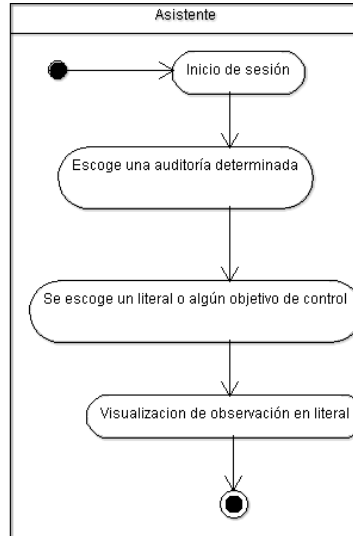 Asistente
Inicio de sesión
Escoge una auditoría determinada
Se escoge un literal o algún objetivo de control
Visualizacion de observación en literal